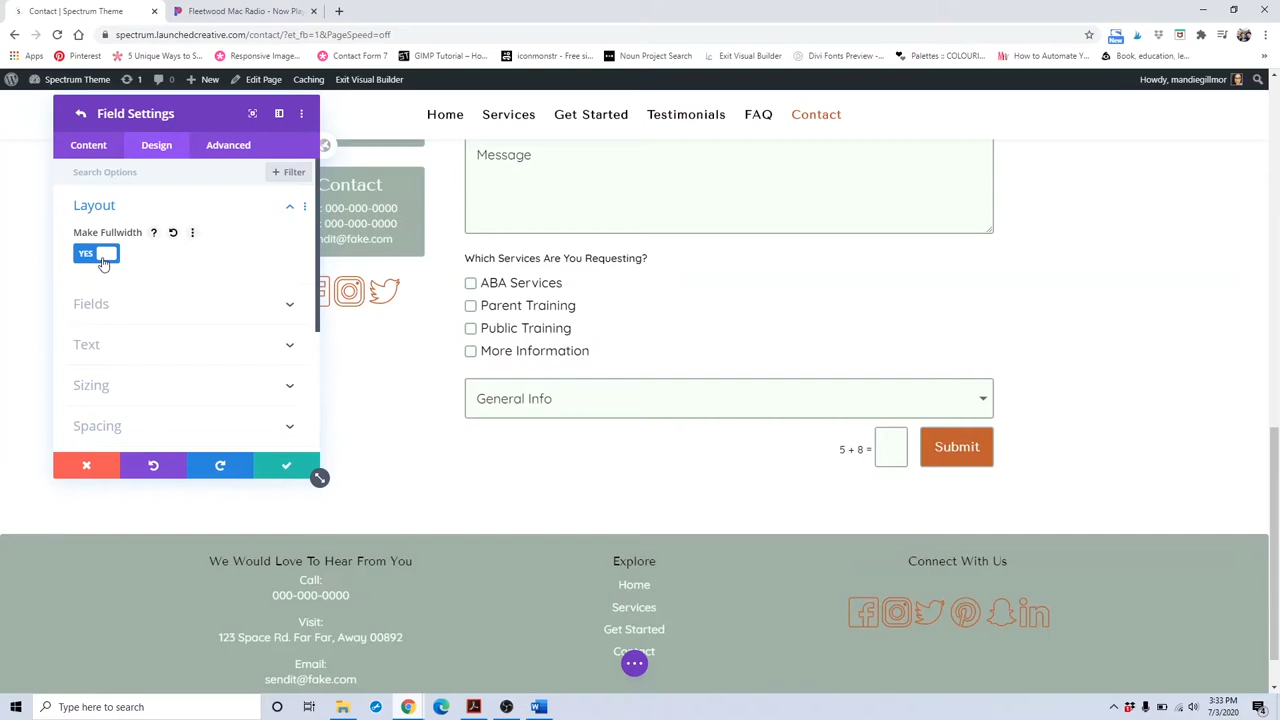 Contact | Spectrum Theme
Fleetwood Mac Radio - Now Play
spectrum.launchedcreative.com/contact/?et_fb=1&PageSpeed=off
Apps
Pinterest
5 Unique Ways to S...
Responsive Image...
Contact Form 7
GIMP Tutorial – Ho...
iconmonstr - Free si...
Noun Project Search
Exit Visual Builder
Divi Fonts Preview -...
Palettes :: COLOURI...
Book, education, le...
How to Automate Y...
New
Spectrum Theme
1
0
New
Edit Page
Caching
Exit Visual Builder
Howdy, mandiegillmor
Field Settings
Content
Design
Advanced
Search Options
+ Filter
Layout
Make Fullwidth
?
YES
Fields
Text
Sizing
Spacing
Home
Services
Get Started
Testimonials
FAQ
Contact
Contact
: 000-000-0000
: 000-000-0000
sendit@fake.com
Message
Which Services Are You Requesting?
ABA Services
Parent Training
Public Training
More Information
General Info
5 + 8 =
Submit
We Would Love To Hear From You
Call:
000-000-0000
Visit:
123 Space Rd. Far Far, Away 00892
Email:
sendit@fake.com
Explore
Home
Services
Get Started
Contact
Connect With Us
Type here to search
3:33 PM
7/3/2020
4